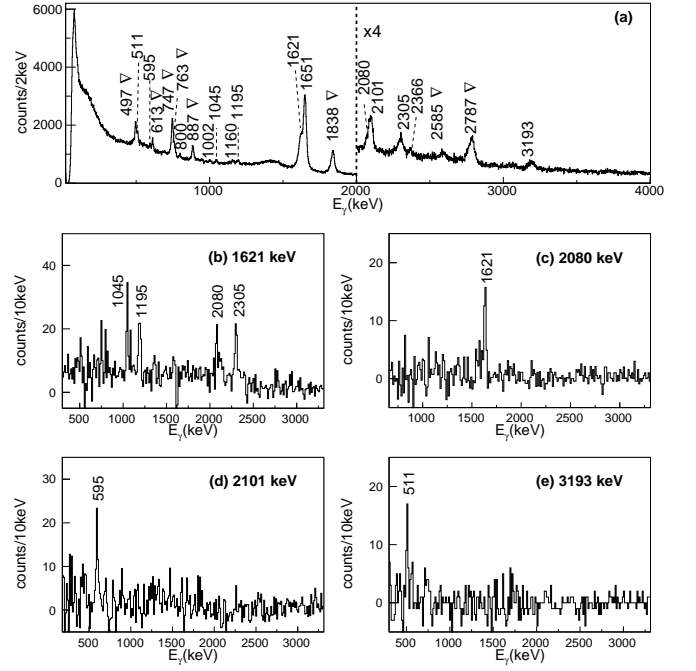 (a)
x4
counts/2keV
6000
4000
2000
0
497 ∇
511
595
613 ∇
747 ∇
763 ∇
800
887 ∇
1002
1045
1160
1195
1621
1651
1838 ∇
2080
2101
2305
2366
2585 ∇
2787 ∇
3193
1000 2000 3000 4000
Eγ(keV)
(b) 1621 keV
counts/10keV
40
20
0
1045
1195
2080
2305
500 1000 1500 2000 2500 3000
Eγ(keV)
(c) 2080 keV
counts/10keV
20
10
0
1621
1000 1500 2000 2500 3000
Eγ(keV)
(d) 2101 keV
counts/10keV
30
20
10
0
595
500 1000 1500 2000 2500 3000
Eγ(keV)
(e) 3193 keV
counts/10keV
20
10
0
511
500 1000 1500 2000 2500 3000
Eγ(keV)